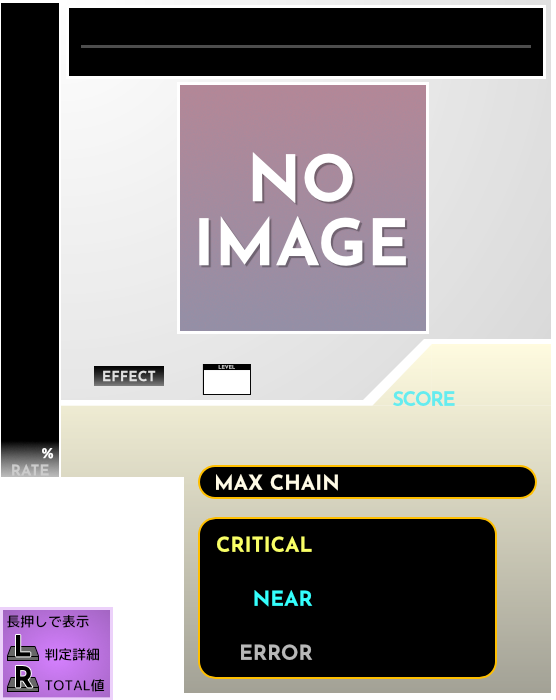 NO
IMAGE
EFFECT
LEVEL
SCORE
%
RATE
MAX CHAIN
CRITICAL
NEAR
ERROR
長押しで表示
L 判定詳細
R TOTAL値